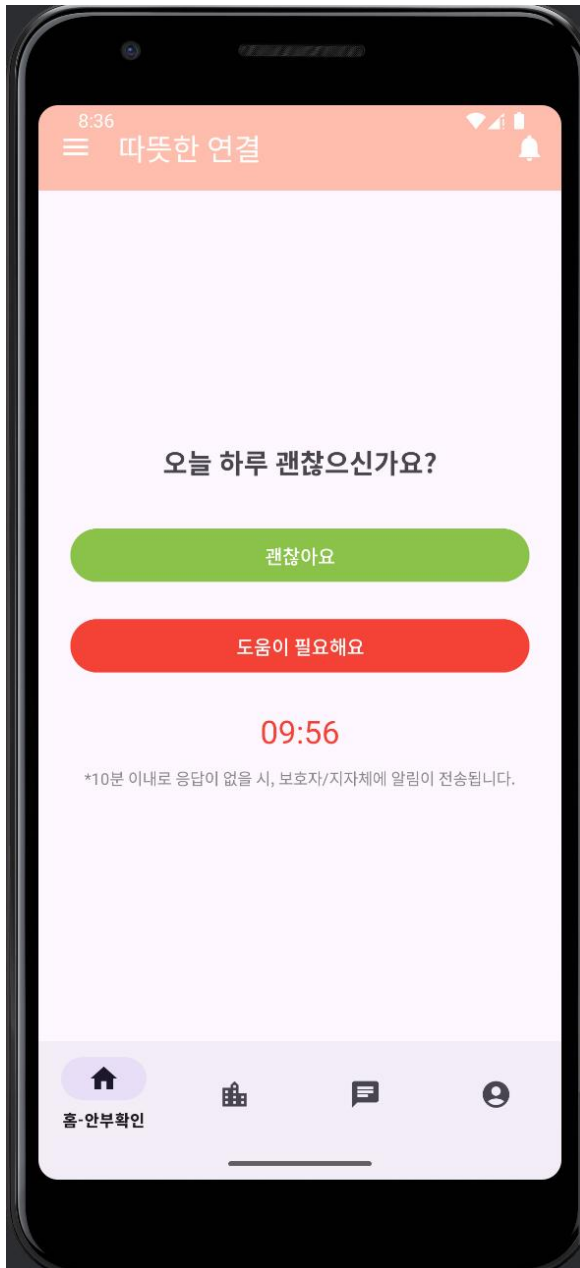 8:36
따뜻한 연결
오늘 하루 괜찮으신가요?
괜찮아요
도움이 필요해요
09:56
*10분 이내로 응답이 없을 시, 보호자/지자체에 알림이 전송됩니다.
홈-안부확인